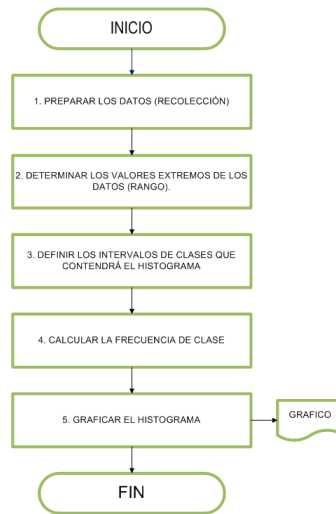 INICIO
1. PREPARAR LOS DATOS (RECOLECCIÓN)
2. DETERMINAR LOS VALORES EXTREMOS DE LOS
DATOS (RANGO).
3. DEFINIR LOS INTERVALOS DE CLASES QUE
CONTENDRÁ EL HISTOGRAMA
4. CALCULAR LA FRECUENCIA DE CLASE
5. GRAFICAR EL HISTOGRAMA
GRAFICO
FIN